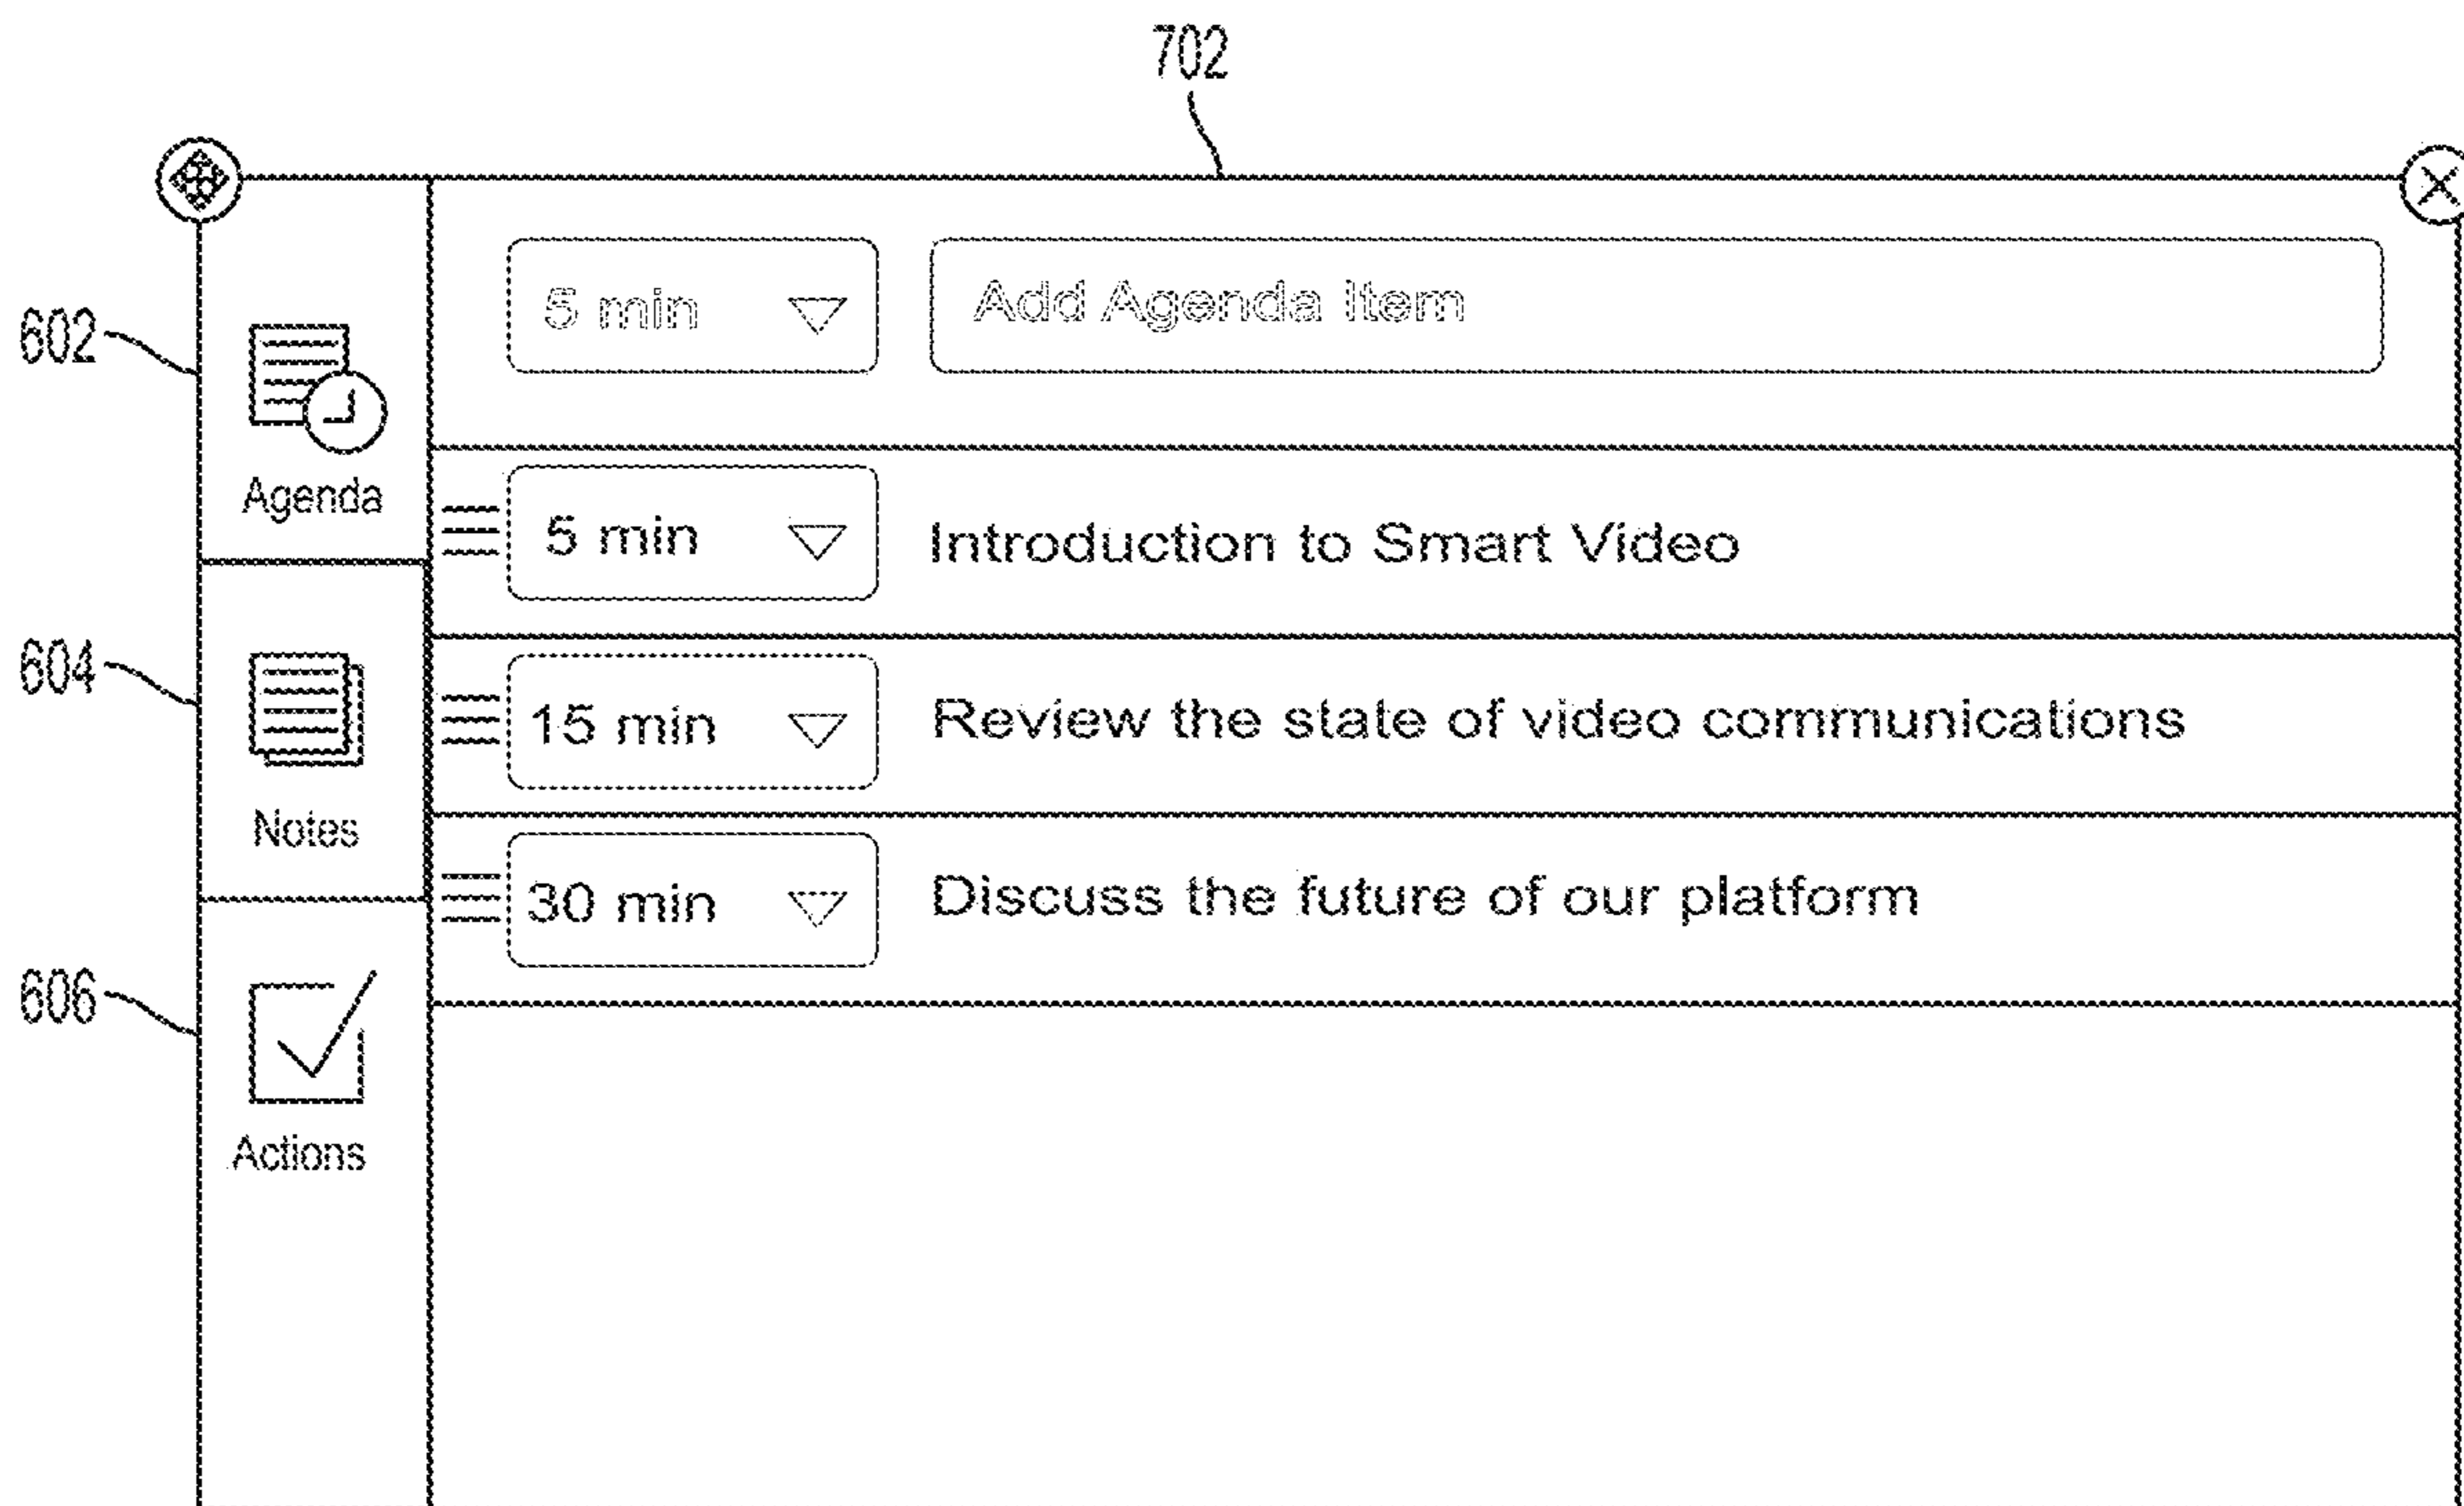 702
5 min Add Agenda Item
602
Agenda
5 min Introduction to Smart Video
604
15 min Review the state of video communications
Notes
30 min Discuss the future of our platform
606
Actions